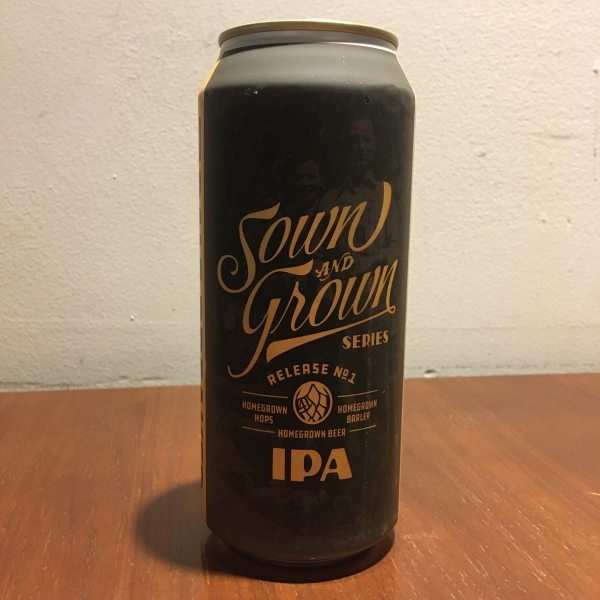 Sown
AND
Grown
SERIES
RELEASE Nº1
HOMEGROWN HOPS
HOMEGROWN BARLEY
HOMEGROWN BEER
IPA